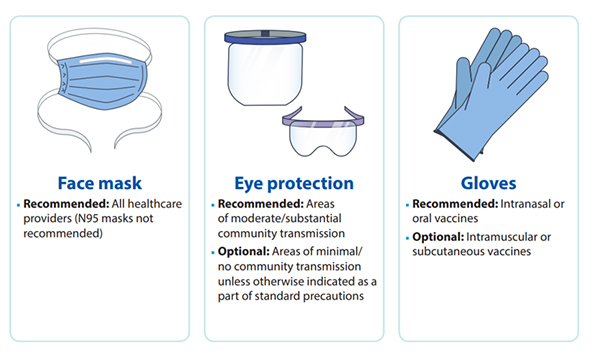 Face mask
▪ Recommended: All healthcare
providers (N95 masks not
recommended)
Eye protection
▪ Recommended: Areas
of moderate/substantial
community transmission
▪ Optional: Areas of minimal/
no community transmission
unless otherwise indicated as a
part of standard precautions
Gloves
▪ Recommended: Intranasal or
oral vaccines
▪ Optional: Intramuscular or
subcutaneous vaccines